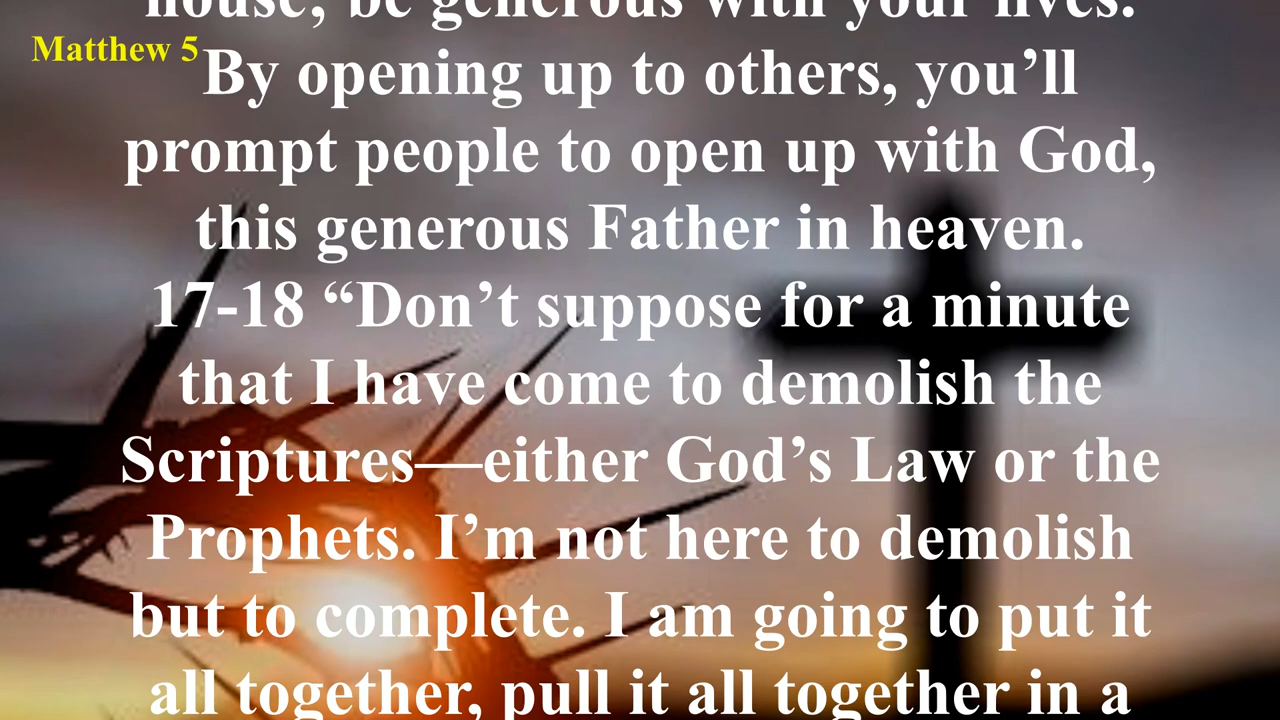 house; be generous with your lives.
Matthew 5
By opening up to others, you’ll
prompt people to open up with God,
this generous Father in heaven.
17-18 “Don’t suppose for a minute
that I have come to demolish the
Scriptures—either God’s Law or the
Prophets. I’m not here to demolish
but to complete. I am going to put it
all together, pull it all together in a